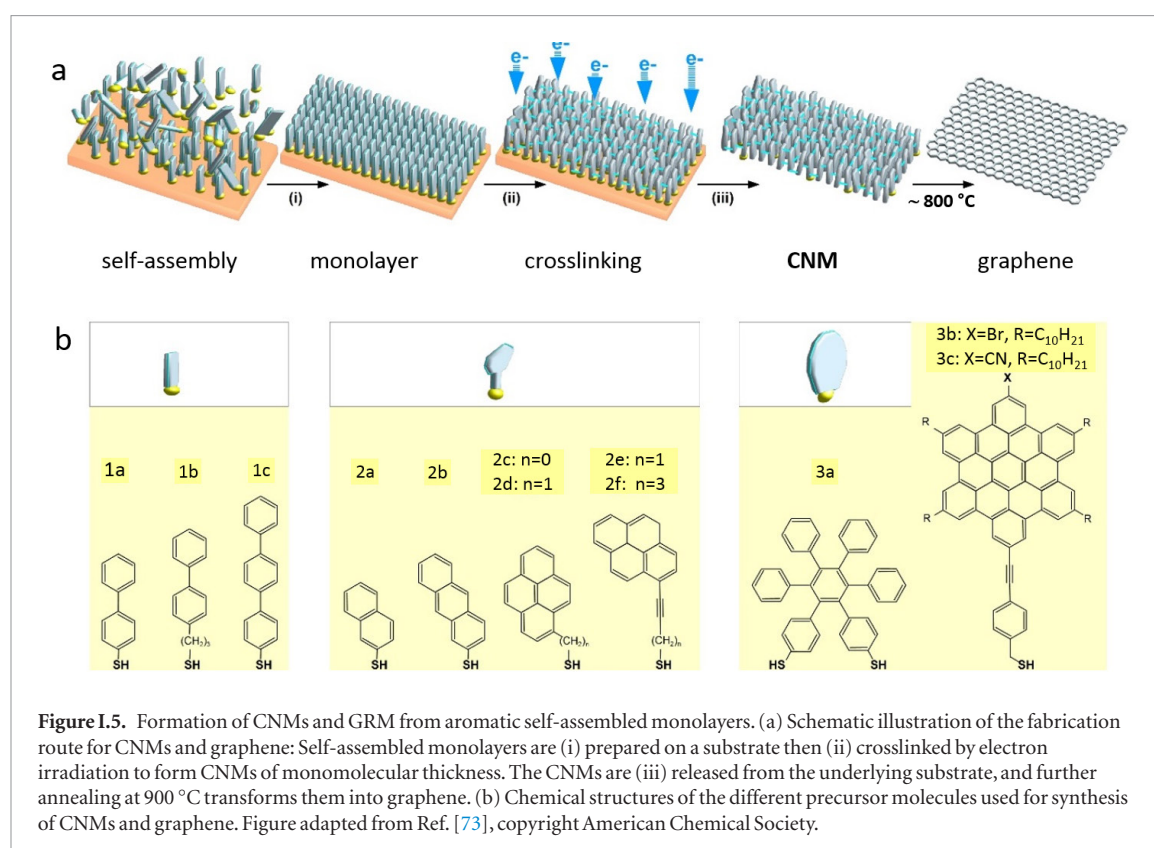 a
e- e- e- e- e-
(i) (ii) (iii) ~ 800 °C
self-assembly monolayer crosslinking CNM graphene
b
3b: X=Br, R=C₁₀H₂₁
3c: X=CN, R=C₁₀H₂₁
X
R R
1a 1b 1c 2a 2b 2c: n=0 2e: n=1 3a
2d: n=1 2f: n=3
R R
(CH₂)₃ (CH₂)ₙ (CH₂)ₙ
SH SH SH SH SH SH SH HS SH SH
Figure I.5. Formation of CNMs and GRM from aromatic self-assembled monolayers. (a) Schematic illustration of the fabrication
route for CNMs and graphene: Self-assembled monolayers are (i) prepared on a substrate then (ii) crosslinked by electron
irradiation to form CNMs of monomolecular thickness. The CNMs are (iii) released from the underlying substrate, and further
annealing at 900 °C transforms them into graphene. (b) Chemical structures of the different precursor molecules used for synthesis
of CNMs and graphene. Figure adapted from Ref. [73], copyright American Chemical Society.